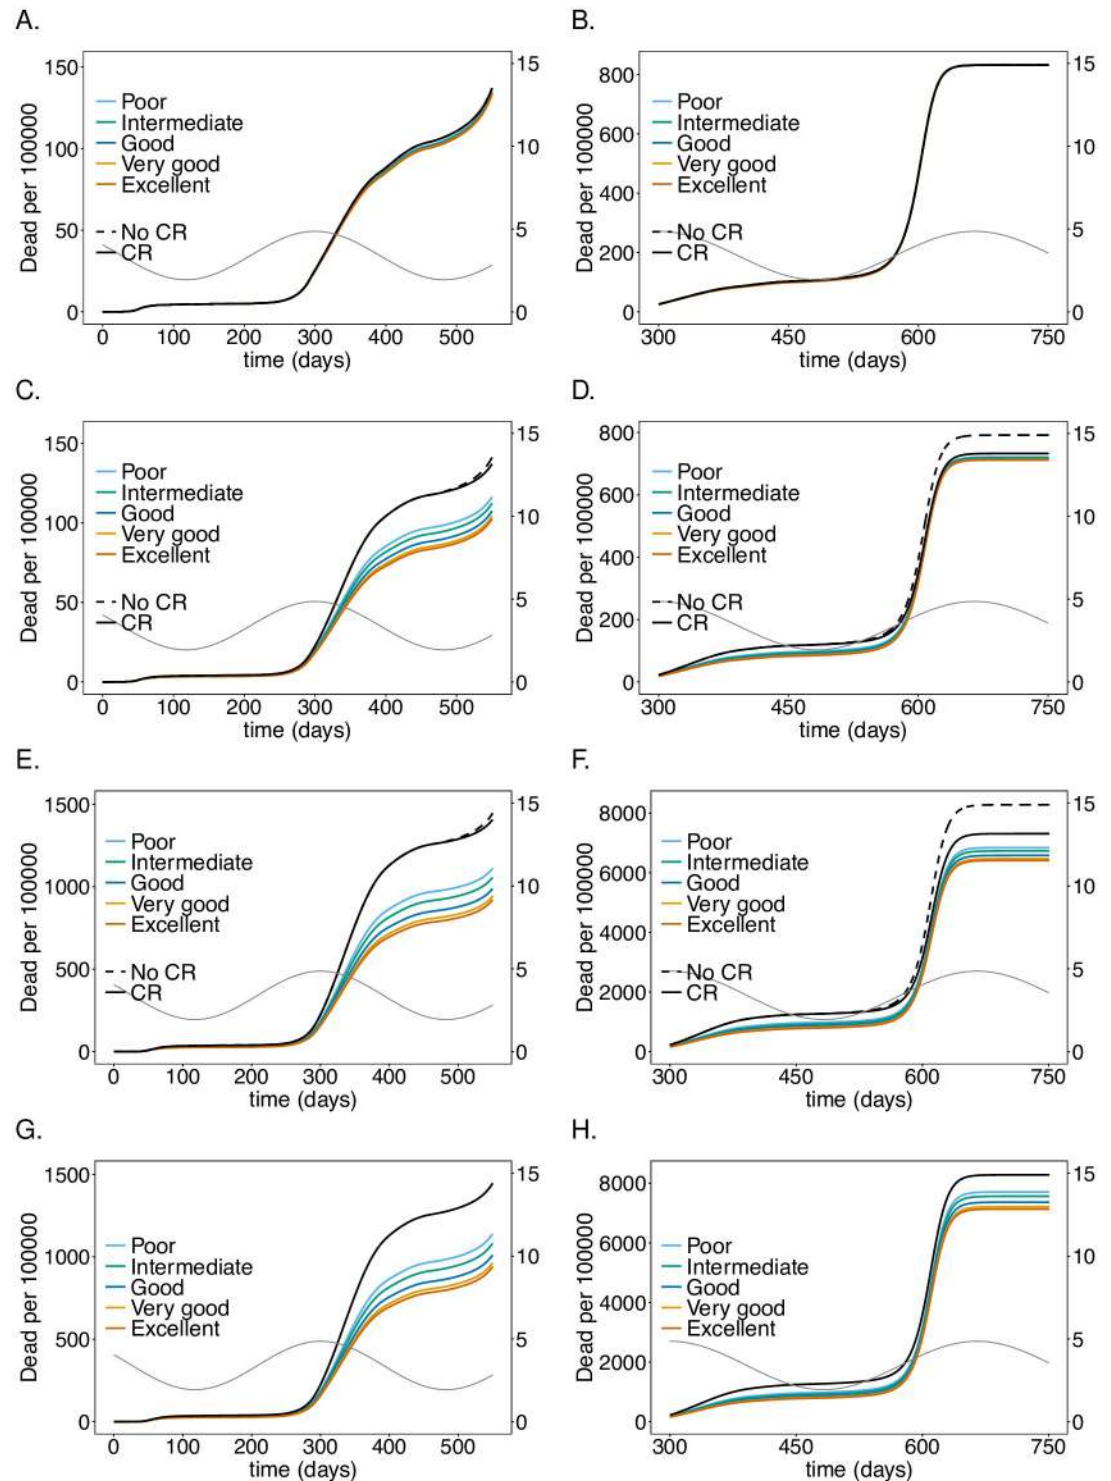 A.
Dead per 100000
150
100
50
0
15
10
5
0
Poor
Intermediate
Good
Very good
Excellent
No CR
CR
0 100 200 300 400 500
time (days)
B.
Dead per 100000
800
600
400
200
0
15
10
5
0
Poor
Intermediate
Good
Very good
Excellent
No CR
CR
300 450 600 750
time (days)
C.
Dead per 100000
150
100
50
0
15
10
5
0
Poor
Intermediate
Good
Very good
Excellent
No CR
CR
0 100 200 300 400 500
time (days)
D.
Dead per 100000
800
600
400
200
0
15
10
5
0
Poor
Intermediate
Good
Very good
Excellent
No CR
CR
300 450 600 750
time (days)
E.
Dead per 100000
1500
1000
500
0
15
10
5
0
Poor
Intermediate
Good
Very good
Excellent
No CR
CR
0 100 200 300 400 500
time (days)
F.
Dead per 100000
8000
6000
4000
2000
0
15
10
5
0
Poor
Intermediate
Good
Very good
Excellent
No CR
CR
300 450 600 750
time (days)
G.
Dead per 100000
1500
1000
500
0
15
10
5
0
Poor
Intermediate
Good
Very good
Excellent
0 100 200 300 400 500
time (days)
H.
Dead per 100000
8000
6000
4000
2000
0
15
10
5
0
Poor
Intermediate
Good
Very good
Excellent
300 450 600 750
time (days)